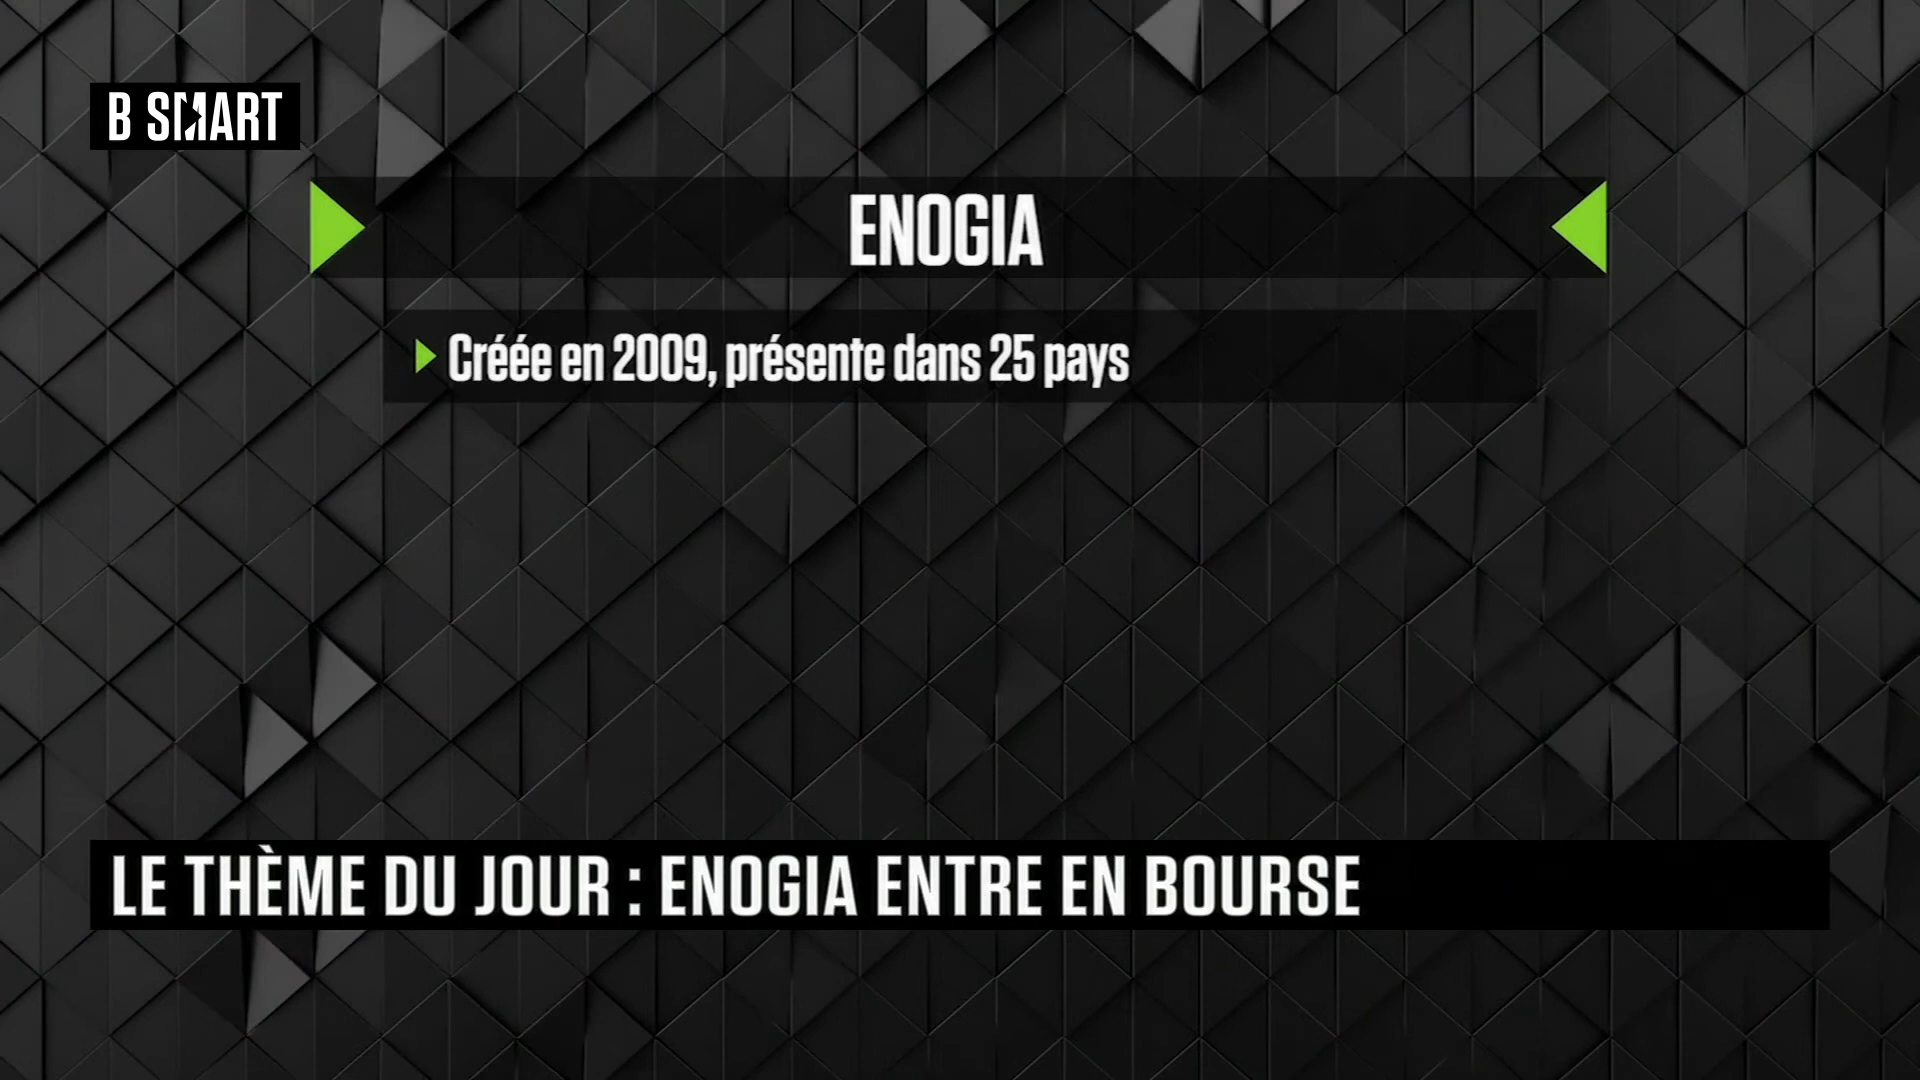 B SMART
ENOGIA
Créée en 2009, présente dans 25 pays
LE THÈME DU JOUR : ENOGIA ENTRE EN BOURSE